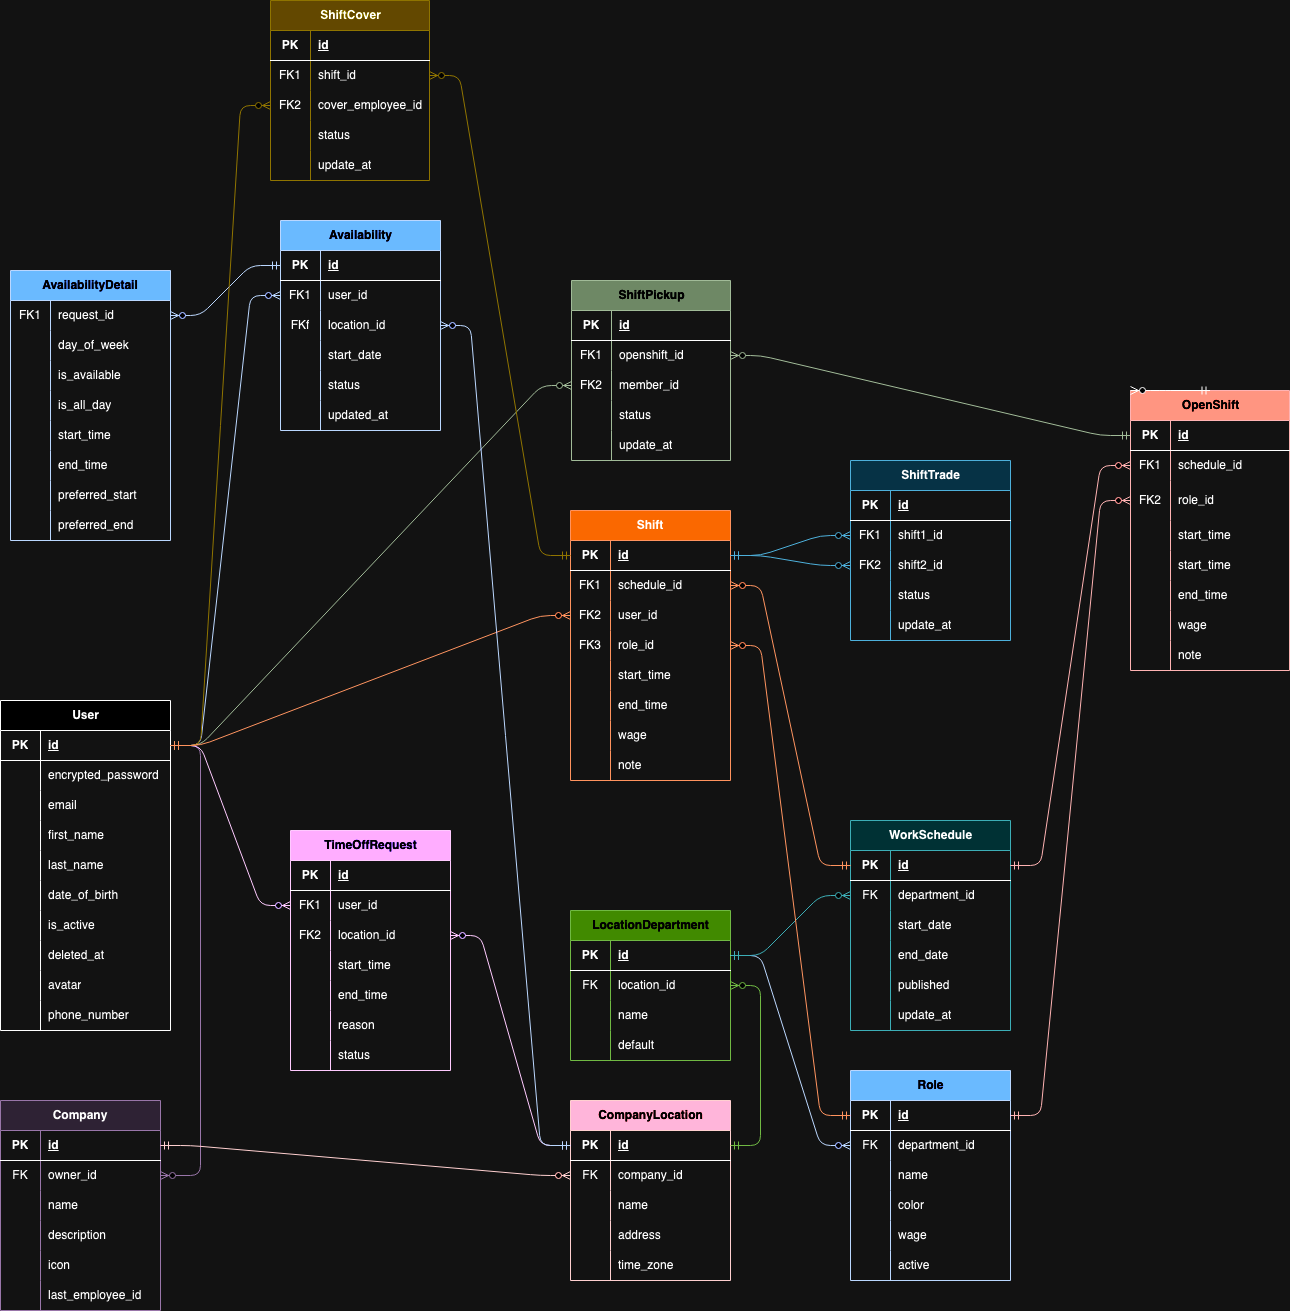 ShiftCover
PK id
FK1 shift_id
FK2 cover_employee_id
status
update_at
Availability
PK id
FK1 user_id
FKf location_id
start_date
status
updated_at
AvailabilityDetail
FK1 request_id
day_of_week
is_available
is_all_day
start_time
end_time
preferred_start
preferred_end
ShiftPickup
PK id
FK1 openshift_id
FK2 member_id
status
update_at
OpenShift
PK id
FK1 schedule_id
FK2 role_id
start_time
start_time
end_time
wage
note
ShiftTrade
PK id
FK1 shift1_id
FK2 shift2_id
status
update_at
Shift
PK id
FK1 schedule_id
FK2 user_id
FK3 role_id
start_time
end_time
wage
note
User
PK id
encrypted_password
email
first_name
last_name
date_of_birth
is_active
deleted_at
avatar
phone_number
TimeOffRequest
PK id
FK1 user_id
FK2 location_id
start_time
end_time
reason
status
WorkSchedule
PK id
FK department_id
start_date
end_date
published
update_at
LocationDepartment
PK id
FK location_id
name
default
Company
PK id
FK owner_id
name
description
icon
last_employee_id
CompanyLocation
PK id
FK company_id
name
address
time_zone
Role
PK id
FK department_id
name
color
wage
active